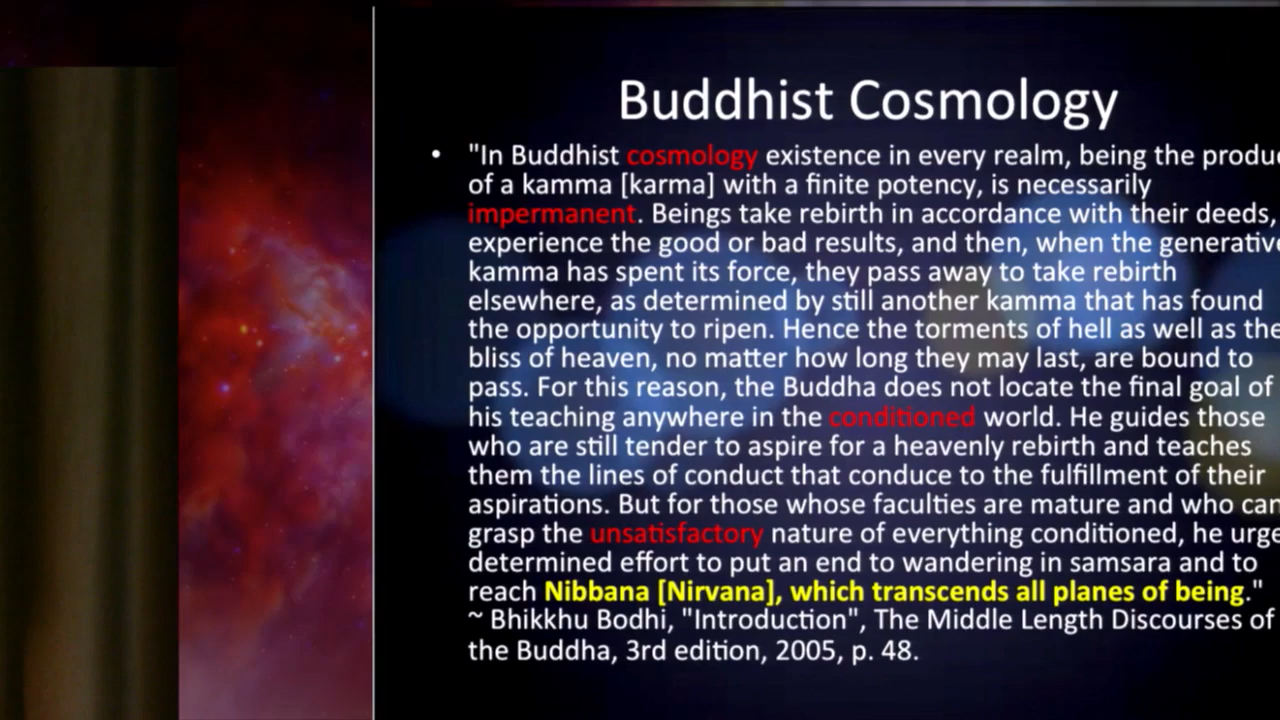 Buddhist Cosmology
• "In Buddhist cosmology existence in every realm, being the produ
of a kamma [karma] with a finite potency, is necessarily
impermanent. Beings take rebirth in accordance with their deeds,
experience the good or bad results, and then, when the generative
kamma has spent its force, they pass away to take rebirth
elsewhere, as determined by still another kamma that has found
the opportunity to ripen. Hence the torments of hell as well as the
bliss of heaven, no matter how long they may last, are bound to
pass. For this reason, the Buddha does not locate the final goal of
his teaching anywhere in the conditioned world. He guides those
who are still tender to aspire for a heavenly rebirth and teaches
them the lines of conduct that conduce to the fulfillment of their
aspirations. But for those whose faculties are mature and who can
grasp the unsatisfactory nature of everything conditioned, he urge
determined effort to put an end to wandering in samsara and to
reach Nibbana [Nirvana], which transcends all planes of being."
~ Bhikkhu Bodhi, "Introduction", The Middle Length Discourses of
the Buddha, 3rd edition, 2005, p. 48.